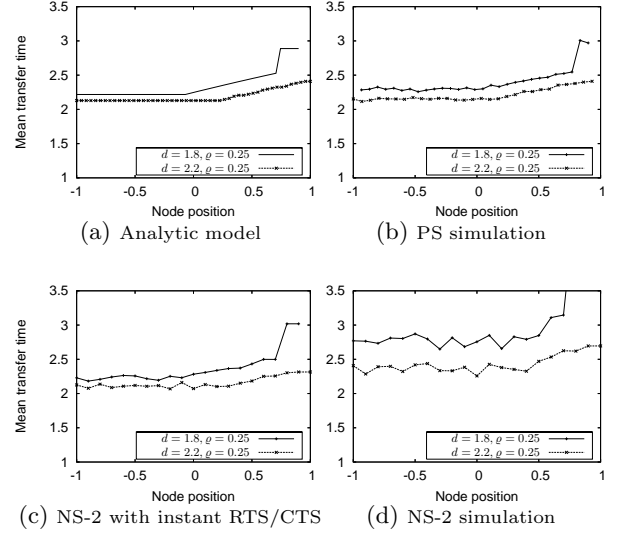 3.5
3
2.5
2
1.5
1
Mean transfer time
d = 1.8, ϱ = 0.25
d = 2.2, ϱ = 0.25
-1 -0.5 0 0.5 1
Node position
(a) Analytic model
3.5
3
2.5
2
1.5
1
d = 1.8, ϱ = 0.25
d = 2.2, ϱ = 0.25
-1 -0.5 0 0.5 1
Node position
(b) PS simulation
3.5
3
2.5
2
1.5
1
Mean transfer time
d = 1.8, ϱ = 0.25
d = 2.2, ϱ = 0.25
-1 -0.5 0 0.5 1
Node position
(c) NS-2 with instant RTS/CTS
3.5
3
2.5
2
1.5
1
d = 1.8, ϱ = 0.25
d = 2.2, ϱ = 0.25
-1 -0.5 0 0.5 1
Node position
(d) NS-2 simulation